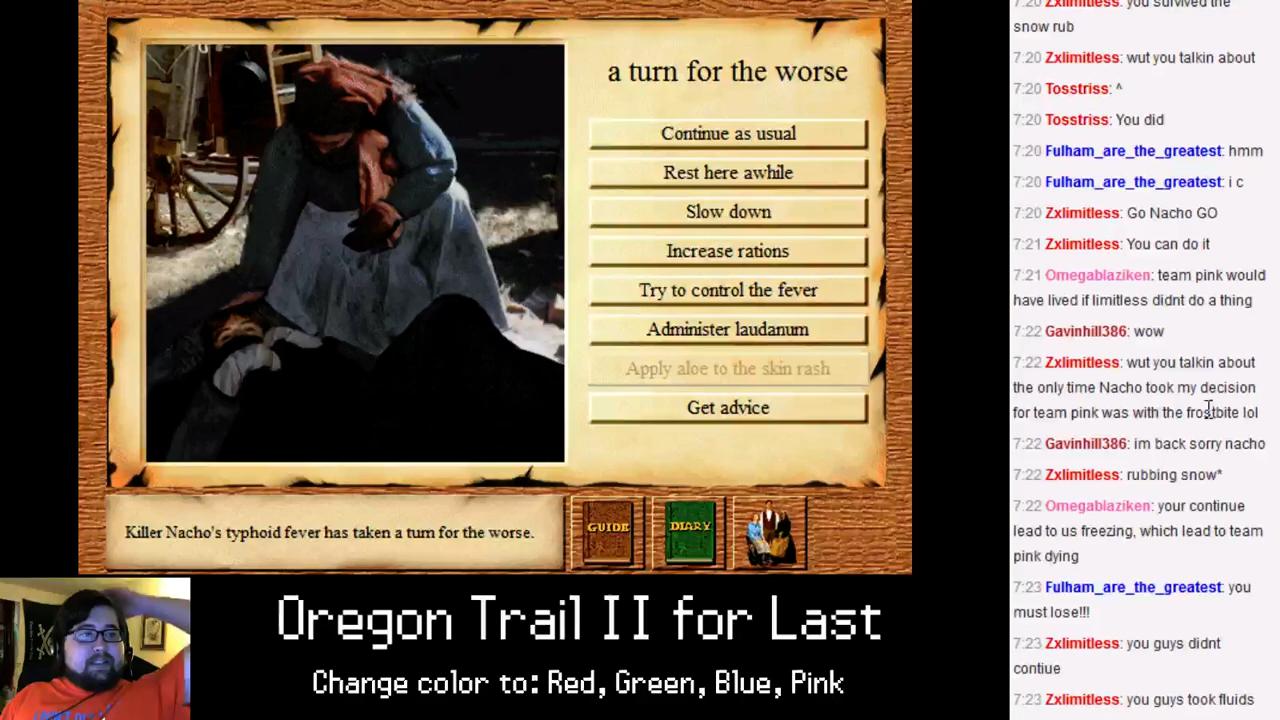 a turn for the worse
Continue as usual
Rest here awhile
Slow down
Increase rations
Try to control the fever
Administer laudanum
Apply aloe to the skin rash
Get advice
Killer Nacho's typhoid fever has taken a turn for the worse.
GUIDE
DIARY
Oregon Trail II for Last
Change color to: Red, Green, Blue, Pink
7:20 Zxlimitless: you survived the
snow rub
7:20 Zxlimitless: wut you talkin about
7:20 Tosstriss: ^
7:20 Tosstriss: You did
7:20 Fulham_are_the_greatest: hmm
7:20 Fulham_are_the_greatest: i c
7:20 Zxlimitless: Go Nacho GO
7:21 Zxlimitless: You can do it
7:21 Omegablaziken: team pink would
have lived if limitless didnt do a thing
7:22 Gavinhill386: wow
7:22 Zxlimitless: wut you talkin about
the only time Nacho took my decision
for team pink was with the frostbite lol
7:22 Gavinhill386: im back sorry nacho
7:22 Zxlimitless: rubbing snow*
7:22 Omegablaziken: your continue
lead to us freezing, which lead to team
pink dying
7:23 Fulham_are_the_greatest: you
must lose!!!
7:23 Zxlimitless: you guys didnt
contiue
7:23 Zxlimitless: you guys took fluids